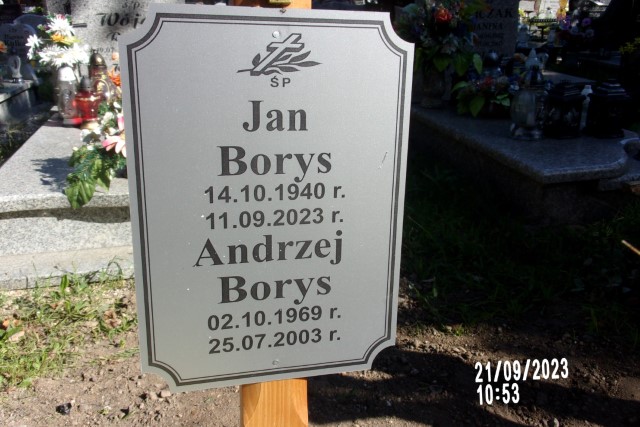 ŚP
Jan
Borys
14.10.1940 r.
11.09.2023 r.
Andrzej
Borys
02.10.1969 r.
25.07.2003 r.
21/09/2023
10:53